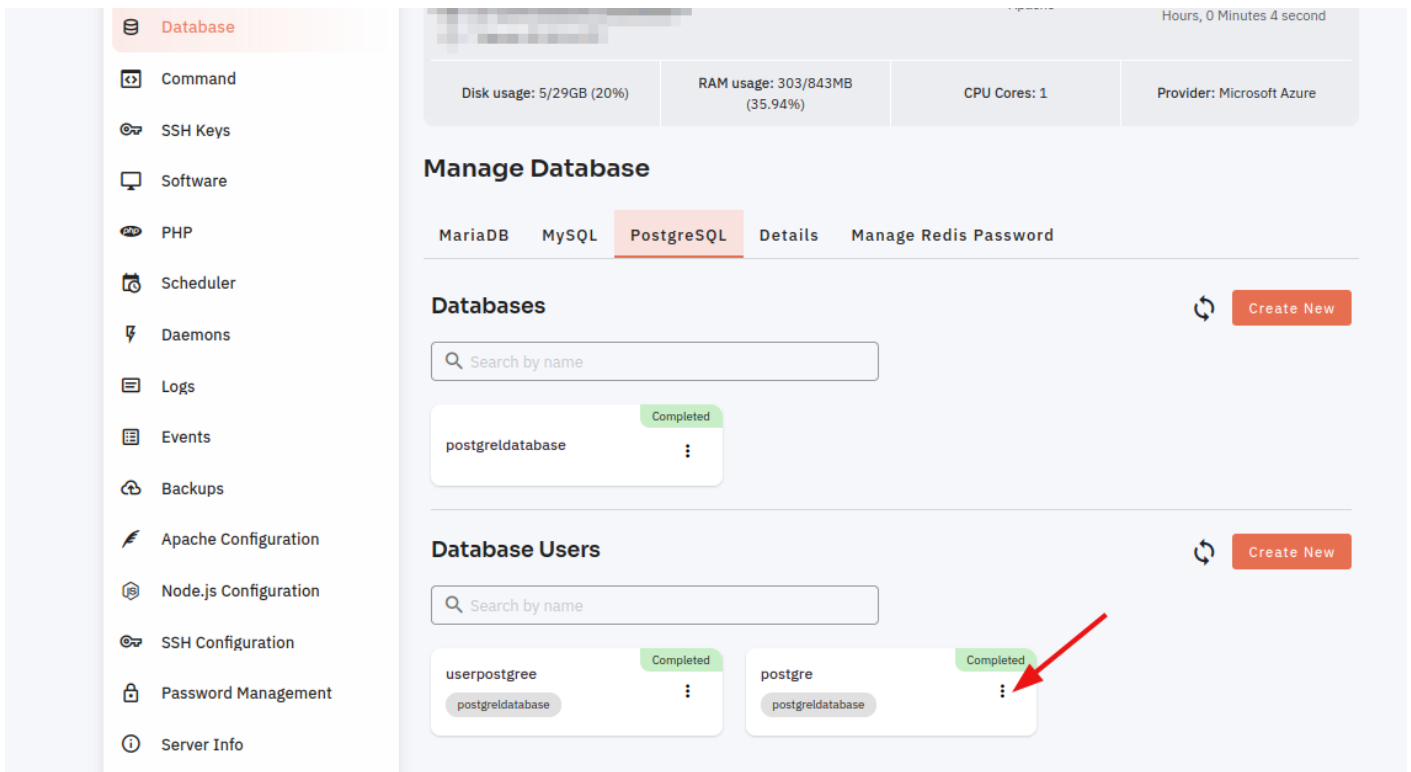 Database
Command
SSH Keys
Software
PHP
Scheduler
Daemons
Logs
Events
Backups
Apache Configuration
Node.js Configuration
SSH Configuration
Password Management
Server Info
Hours, 0 Minutes 4 second
Disk usage: 5/29GB (20%)
RAM usage: 303/843MB
(35.94%)
CPU Cores: 1
Provider: Microsoft Azure
Manage Database
MariaDB MySQL PostgreSQL Details Manage Redis Password
Databases
Create New
Search by name
Completed
postgreldatabase
Database Users
Create New
Search by name
Completed
userpostgree
postgreldatabase
Completed
postgre
postgreldatabase